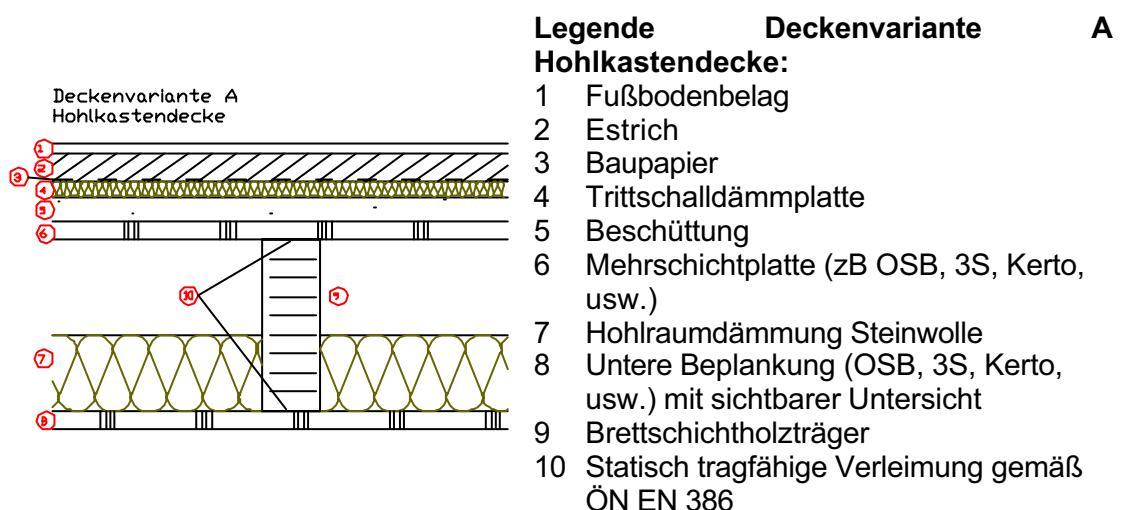 Deckenvariante A
Hohlkastendecke
1
2
3
4
5
6
10
9
7
8
Legende Deckenvariante A
Hohlkastendecke:
1 Fußbodenbelag
2 Estrich
3 Baupapier
4 Trittschalldämmplatte
5 Beschüttung
6 Mehrschichtplatte (zB OSB, 3S, Kerto,
usw.)
7 Hohlraumdämmung Steinwolle
8 Untere Beplankung (OSB, 3S, Kerto,
usw.) mit sichtbarer Untersicht
9 Brettschichtholzträger
10 Statisch tragfähige Verleimung gemäß
ÖN EN 386